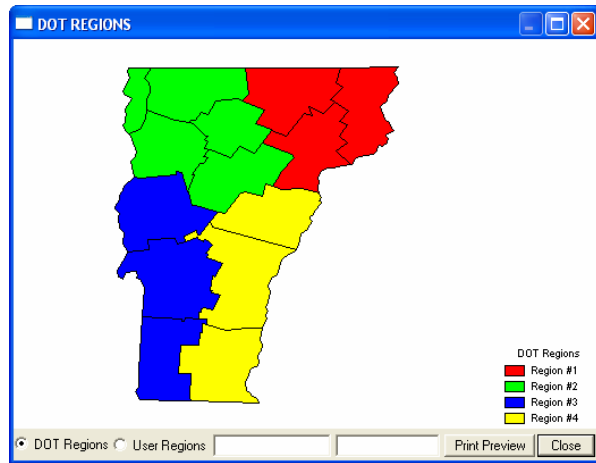 DOT REGIONS
DOT Regions
Region #1
Region #2
Region #3
Region #4
DOT Regions User Regions Print Preview Close